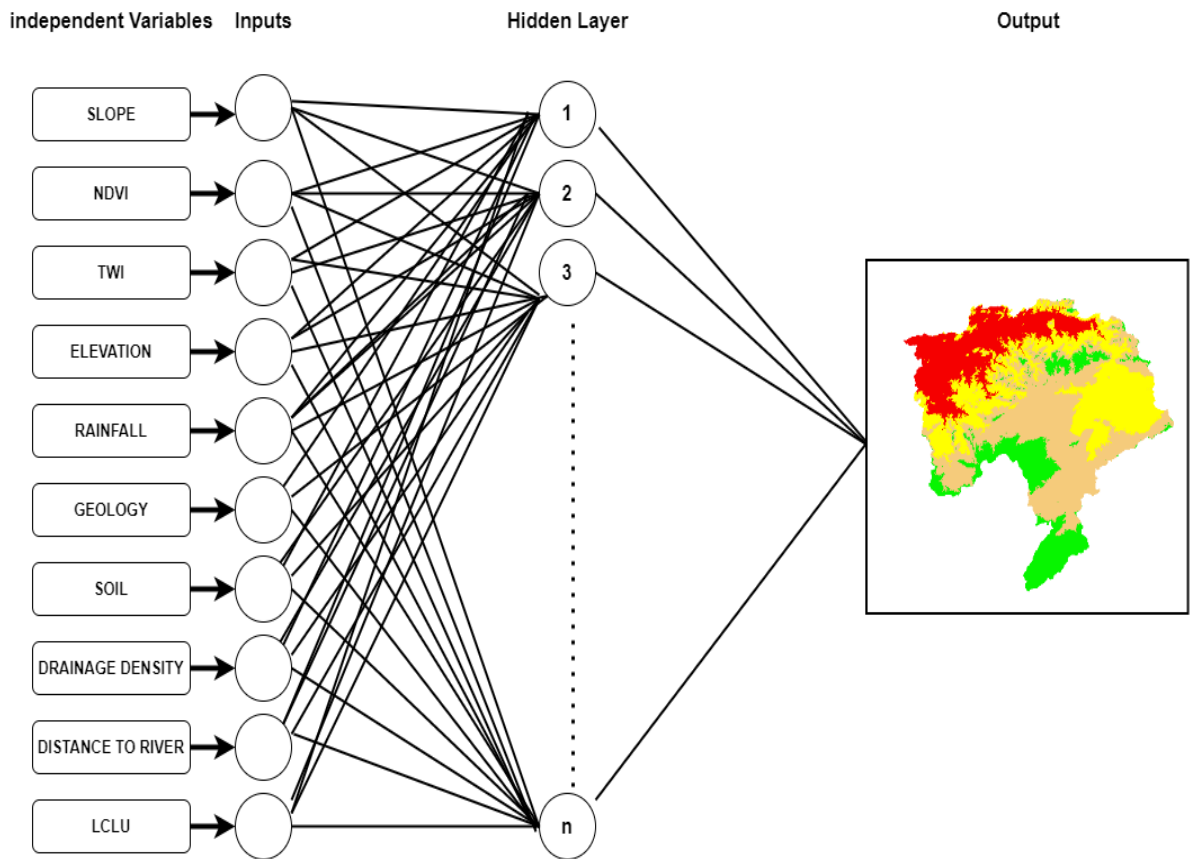 independent Variables Inputs Hidden Layer Output
SLOPE 1
NDVI 2
TWI 3
ELEVATION
RAINFALL
GEOLOGY
SOIL
DRAINAGE DENSITY
DISTANCE TO RIVER
LCLU n